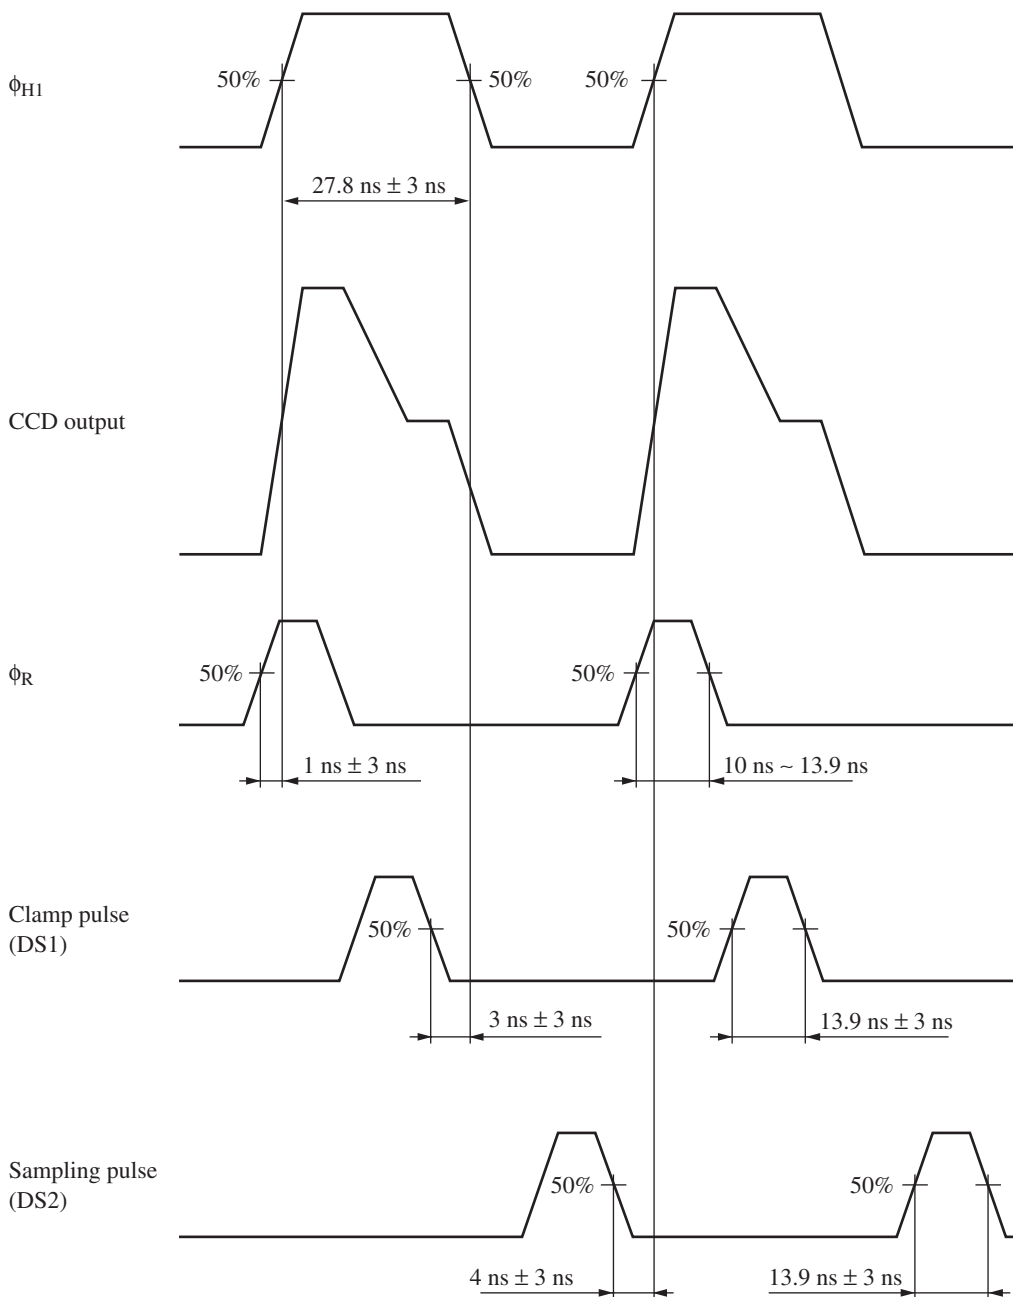 50%
50%
50%
ϕH1
27.8 ns ± 3 ns
CCD output
50%
50%
ϕR
1 ns ± 3 ns
10 ns ~ 13.9 ns
Clamp pulse
(DS1)
50%
50%
3 ns ± 3 ns
13.9 ns ± 3 ns
Sampling pulse
(DS2)
50%
50%
4 ns ± 3 ns
13.9 ns ± 3 ns